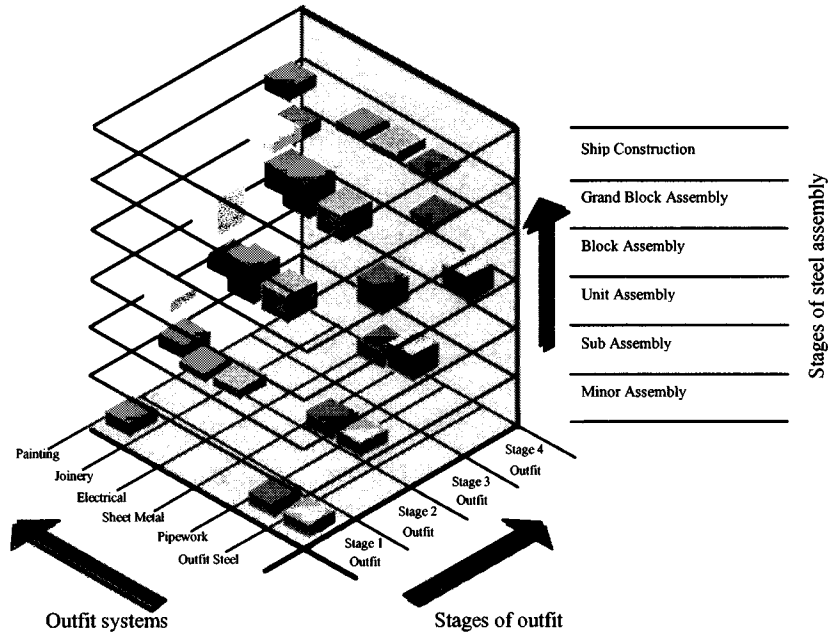 Ship Construction
Grand Block Assembly
Block Assembly
Unit Assembly
Sub Assembly
Minor Assembly
Stages of steel assembly
Painting
Joinery
Electrical
Sheet Metal
Pipework
Outfit Steel
Stage 1
Outfit
Stage 2
Outfit
Stage 3
Outfit
Stage 4
Outfit
Outfit systems
Stages of outfit